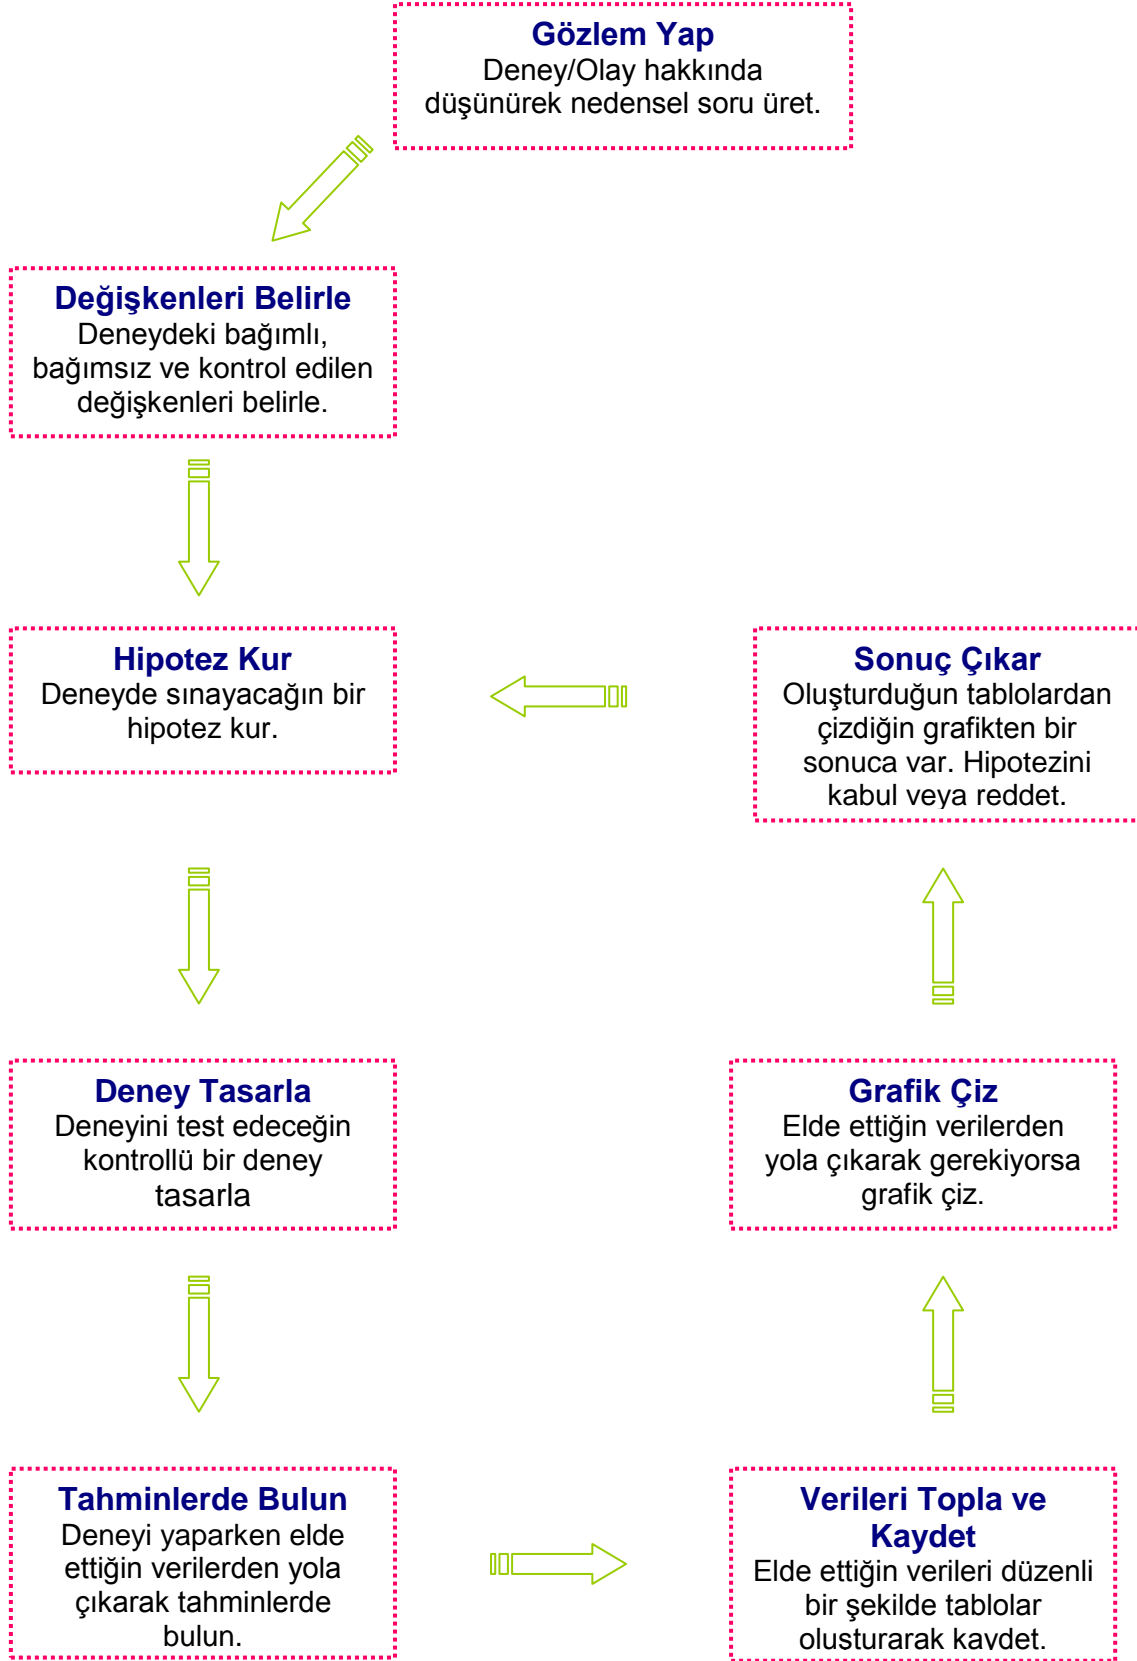 Gözlem Yap
Deney/Olay hakkında
düşünürek nedensel soru üret.
Değişkenleri Belirle
Deneydeki bağımlı,
bağımsız ve kontrol edilen
değişkenleri belirle.
Hipotez Kur
Deneyde sınayacağın bir
hipotez kur.
Deney Tasarla
Deneyini test edeceğin
kontrollü bir deney
tasarla
Tahminlerde Bulun
Deneyi yaparken elde
ettiğin verilerden yola
çıkarak tahminlerde
bulun.
Verileri Topla ve
Kaydet
Elde ettiğin verileri düzenli
bir şekilde tablolar
oluşturarak kaydet.
Grafik Çiz
Elde ettiğin verilerden
yola çıkarak gerekiyorsa
grafik çiz.
Sonuç Çıkar
Oluşturduğun tablolardan
çizdiğin grafikten bir
sonuca var. Hipotezini
kabul veya reddet.